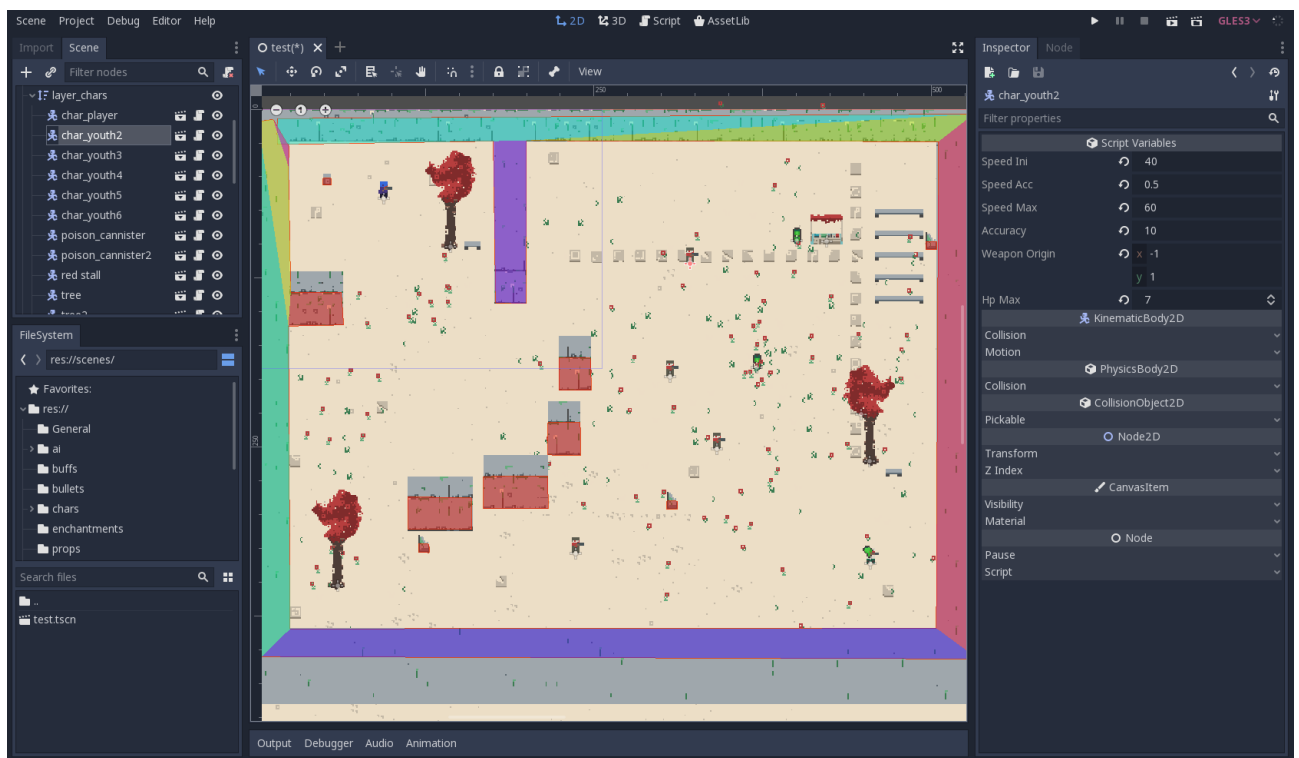 Scene Project Debug Editor Help
2D 3D Script AssetLib
GLES3
Import Scene
Filter nodes
layer_chars
char_player
char_youth2
char_youth3
char_youth4
char_youth5
char_youth6
poison_cannister
poison_cannister2
red stall
tree
tree2
FileSystem
res://scenes/
Favorites:
res://
General
ai
buffs
bullets
chars
enchantments
props
Search files
..
test.tscn
test(*)
View
0
250
500
250
Output Debugger Audio Animation
Inspector Node
char_youth2
Filter properties
Script Variables
Speed Ini 40
Speed Acc 0.5
Speed Max 60
Accuracy 10
Weapon Origin x -1
y 1
Hp Max 7
KinematicBody2D
Collision
Motion
PhysicsBody2D
Collision
CollisionObject2D
Pickable
Node2D
Transform
Z Index
CanvasItem
Visibility
Material
Node
Pause
Script